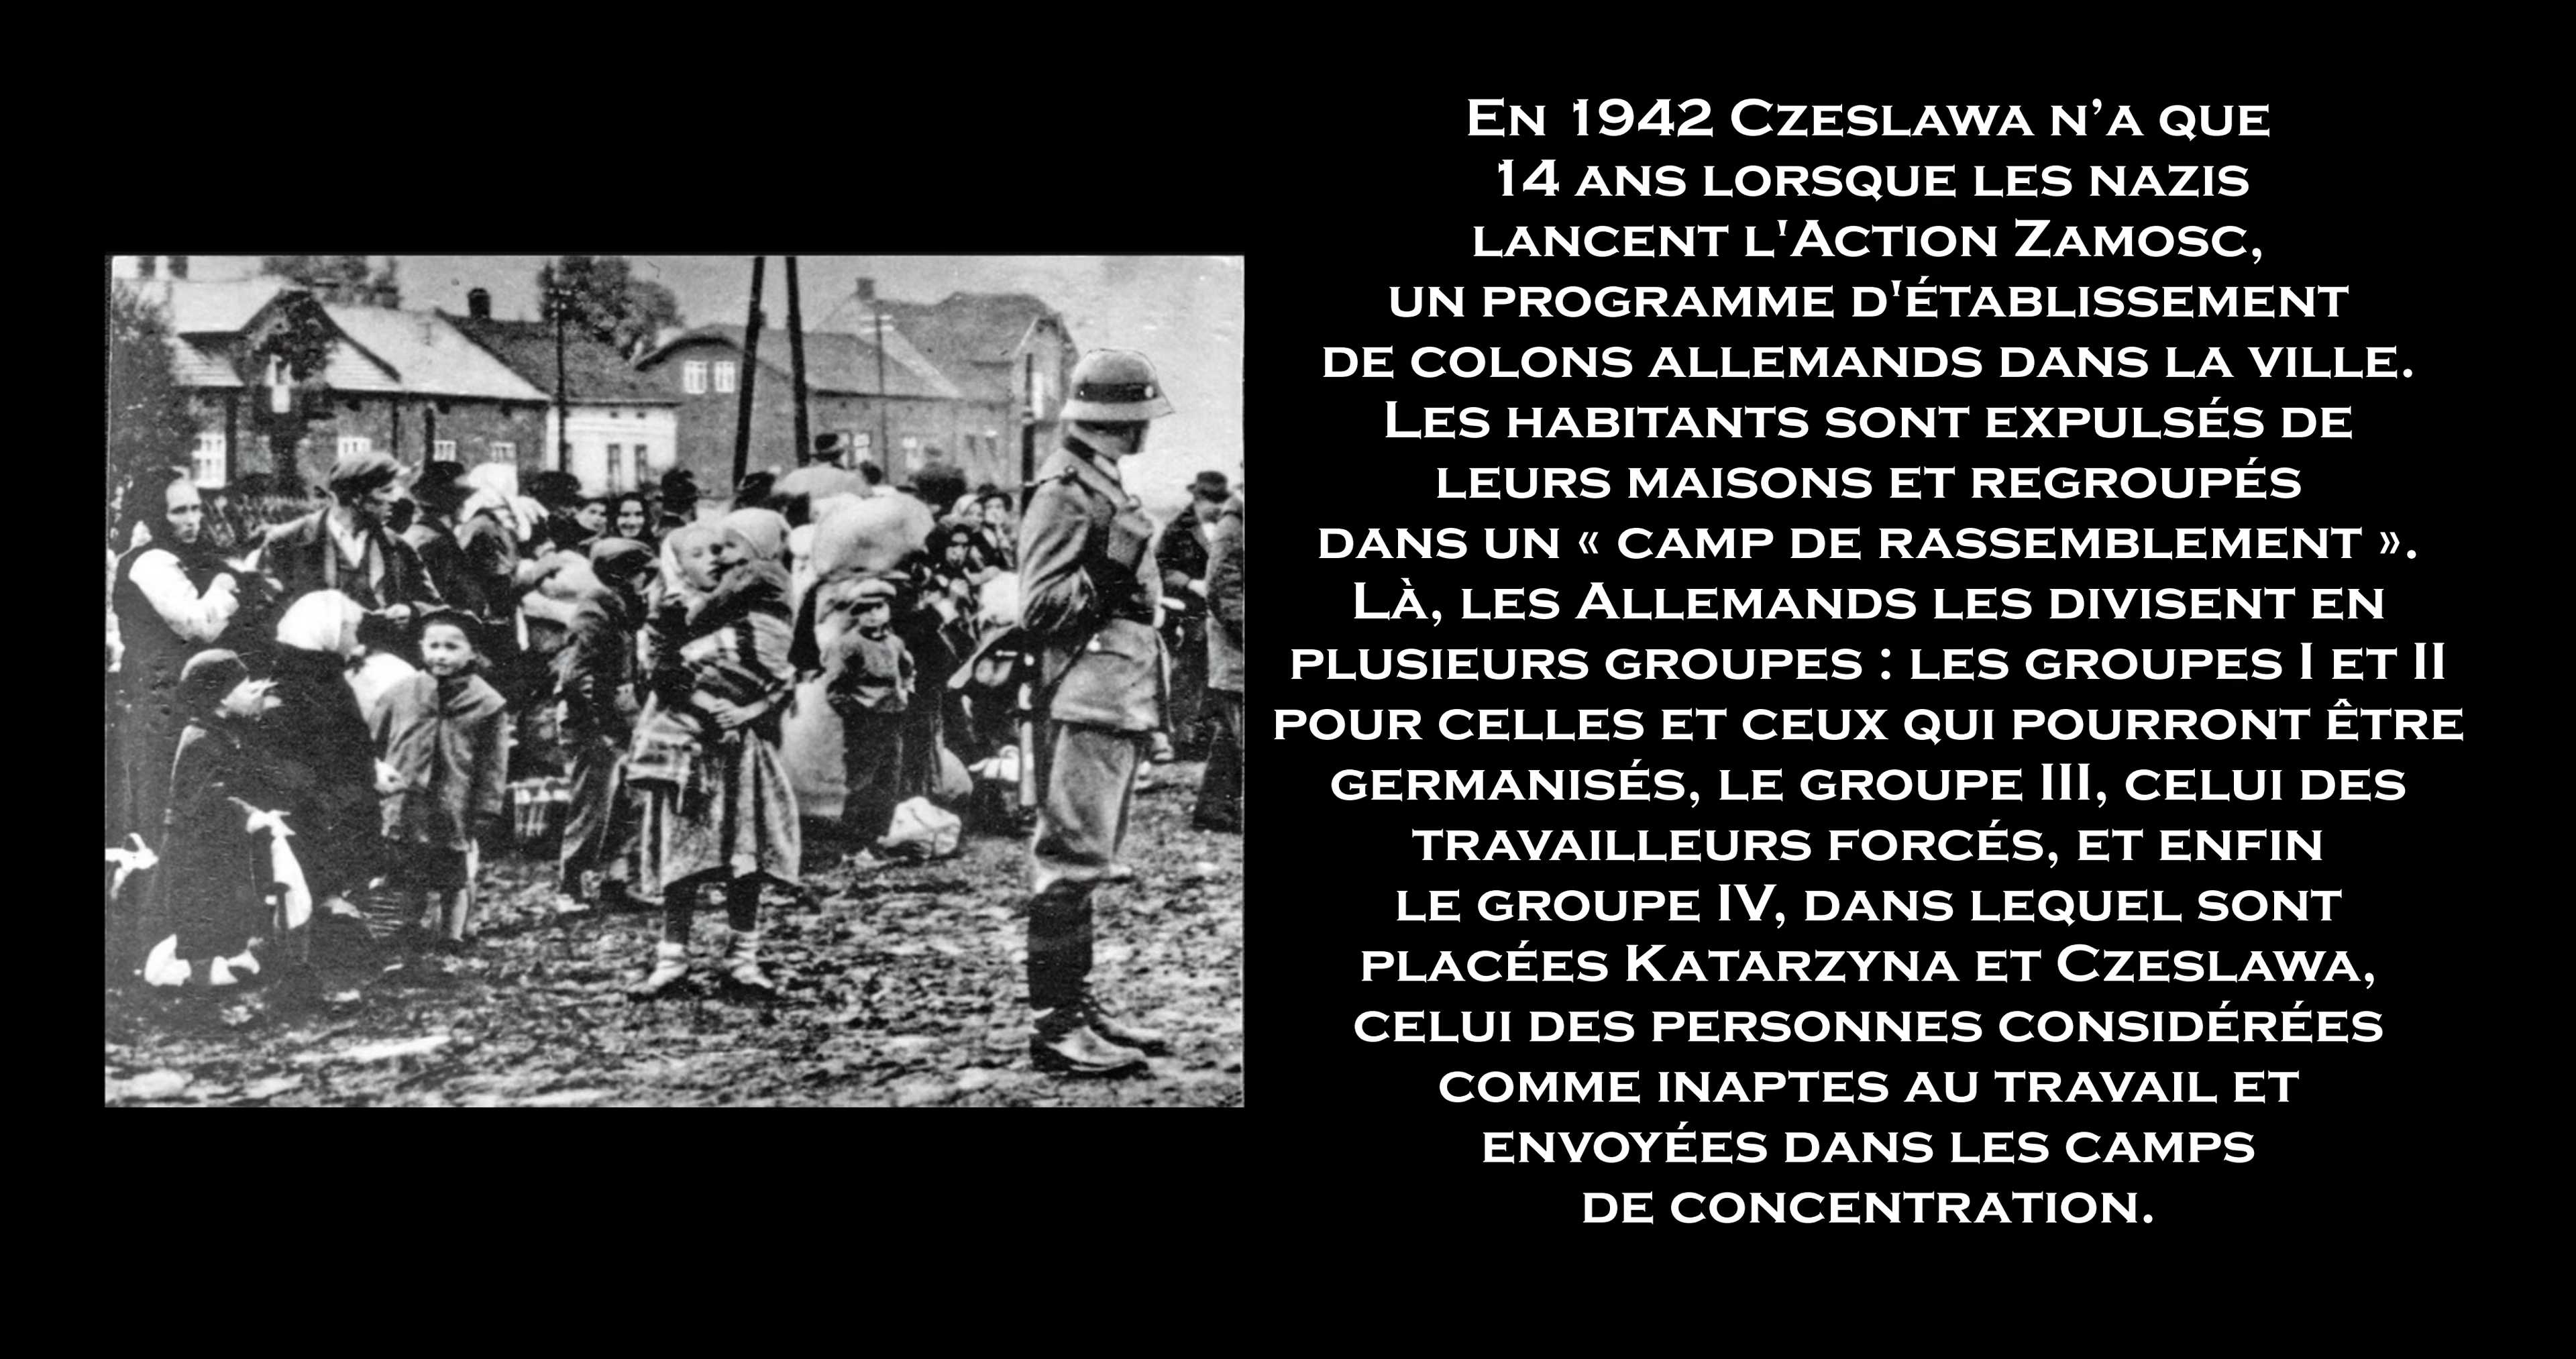 En 1942 Czeslawa n’a que
14 ans lorsque les nazis
lancent l'Action Zamosc,
un programme d'établissement
de colons allemands dans la ville.
Les habitants sont expulsés de
leurs maisons et regroupés
dans un « camp de rassemblement ».
Là, les Allemands les divisent en
plusieurs groupes : les groupes I et II
pour celles et ceux qui pourront être
germanisés, le groupe III, celui des
travailleurs forcés, et enfin
le groupe IV, dans lequel sont
placées Katarzyna et Czeslawa,
celui des personnes considérées
comme inaptes au travail et
envoyées dans les camps
de concentration.